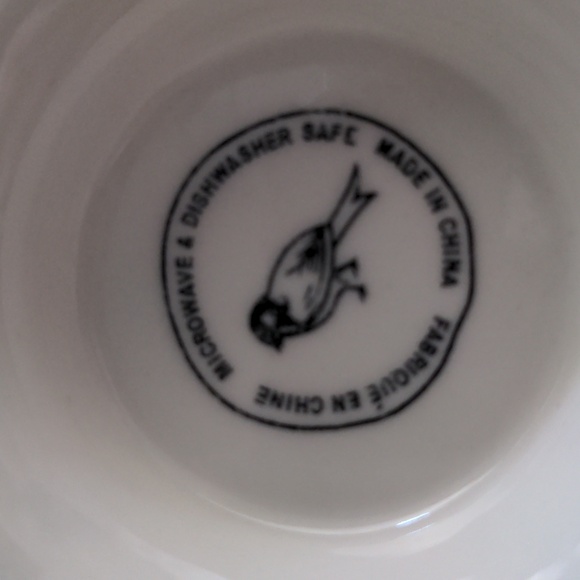 MICROWAVE & DISHWASHER SAFE
MADE IN CHINA
FABRIQUÉ EN CHINE